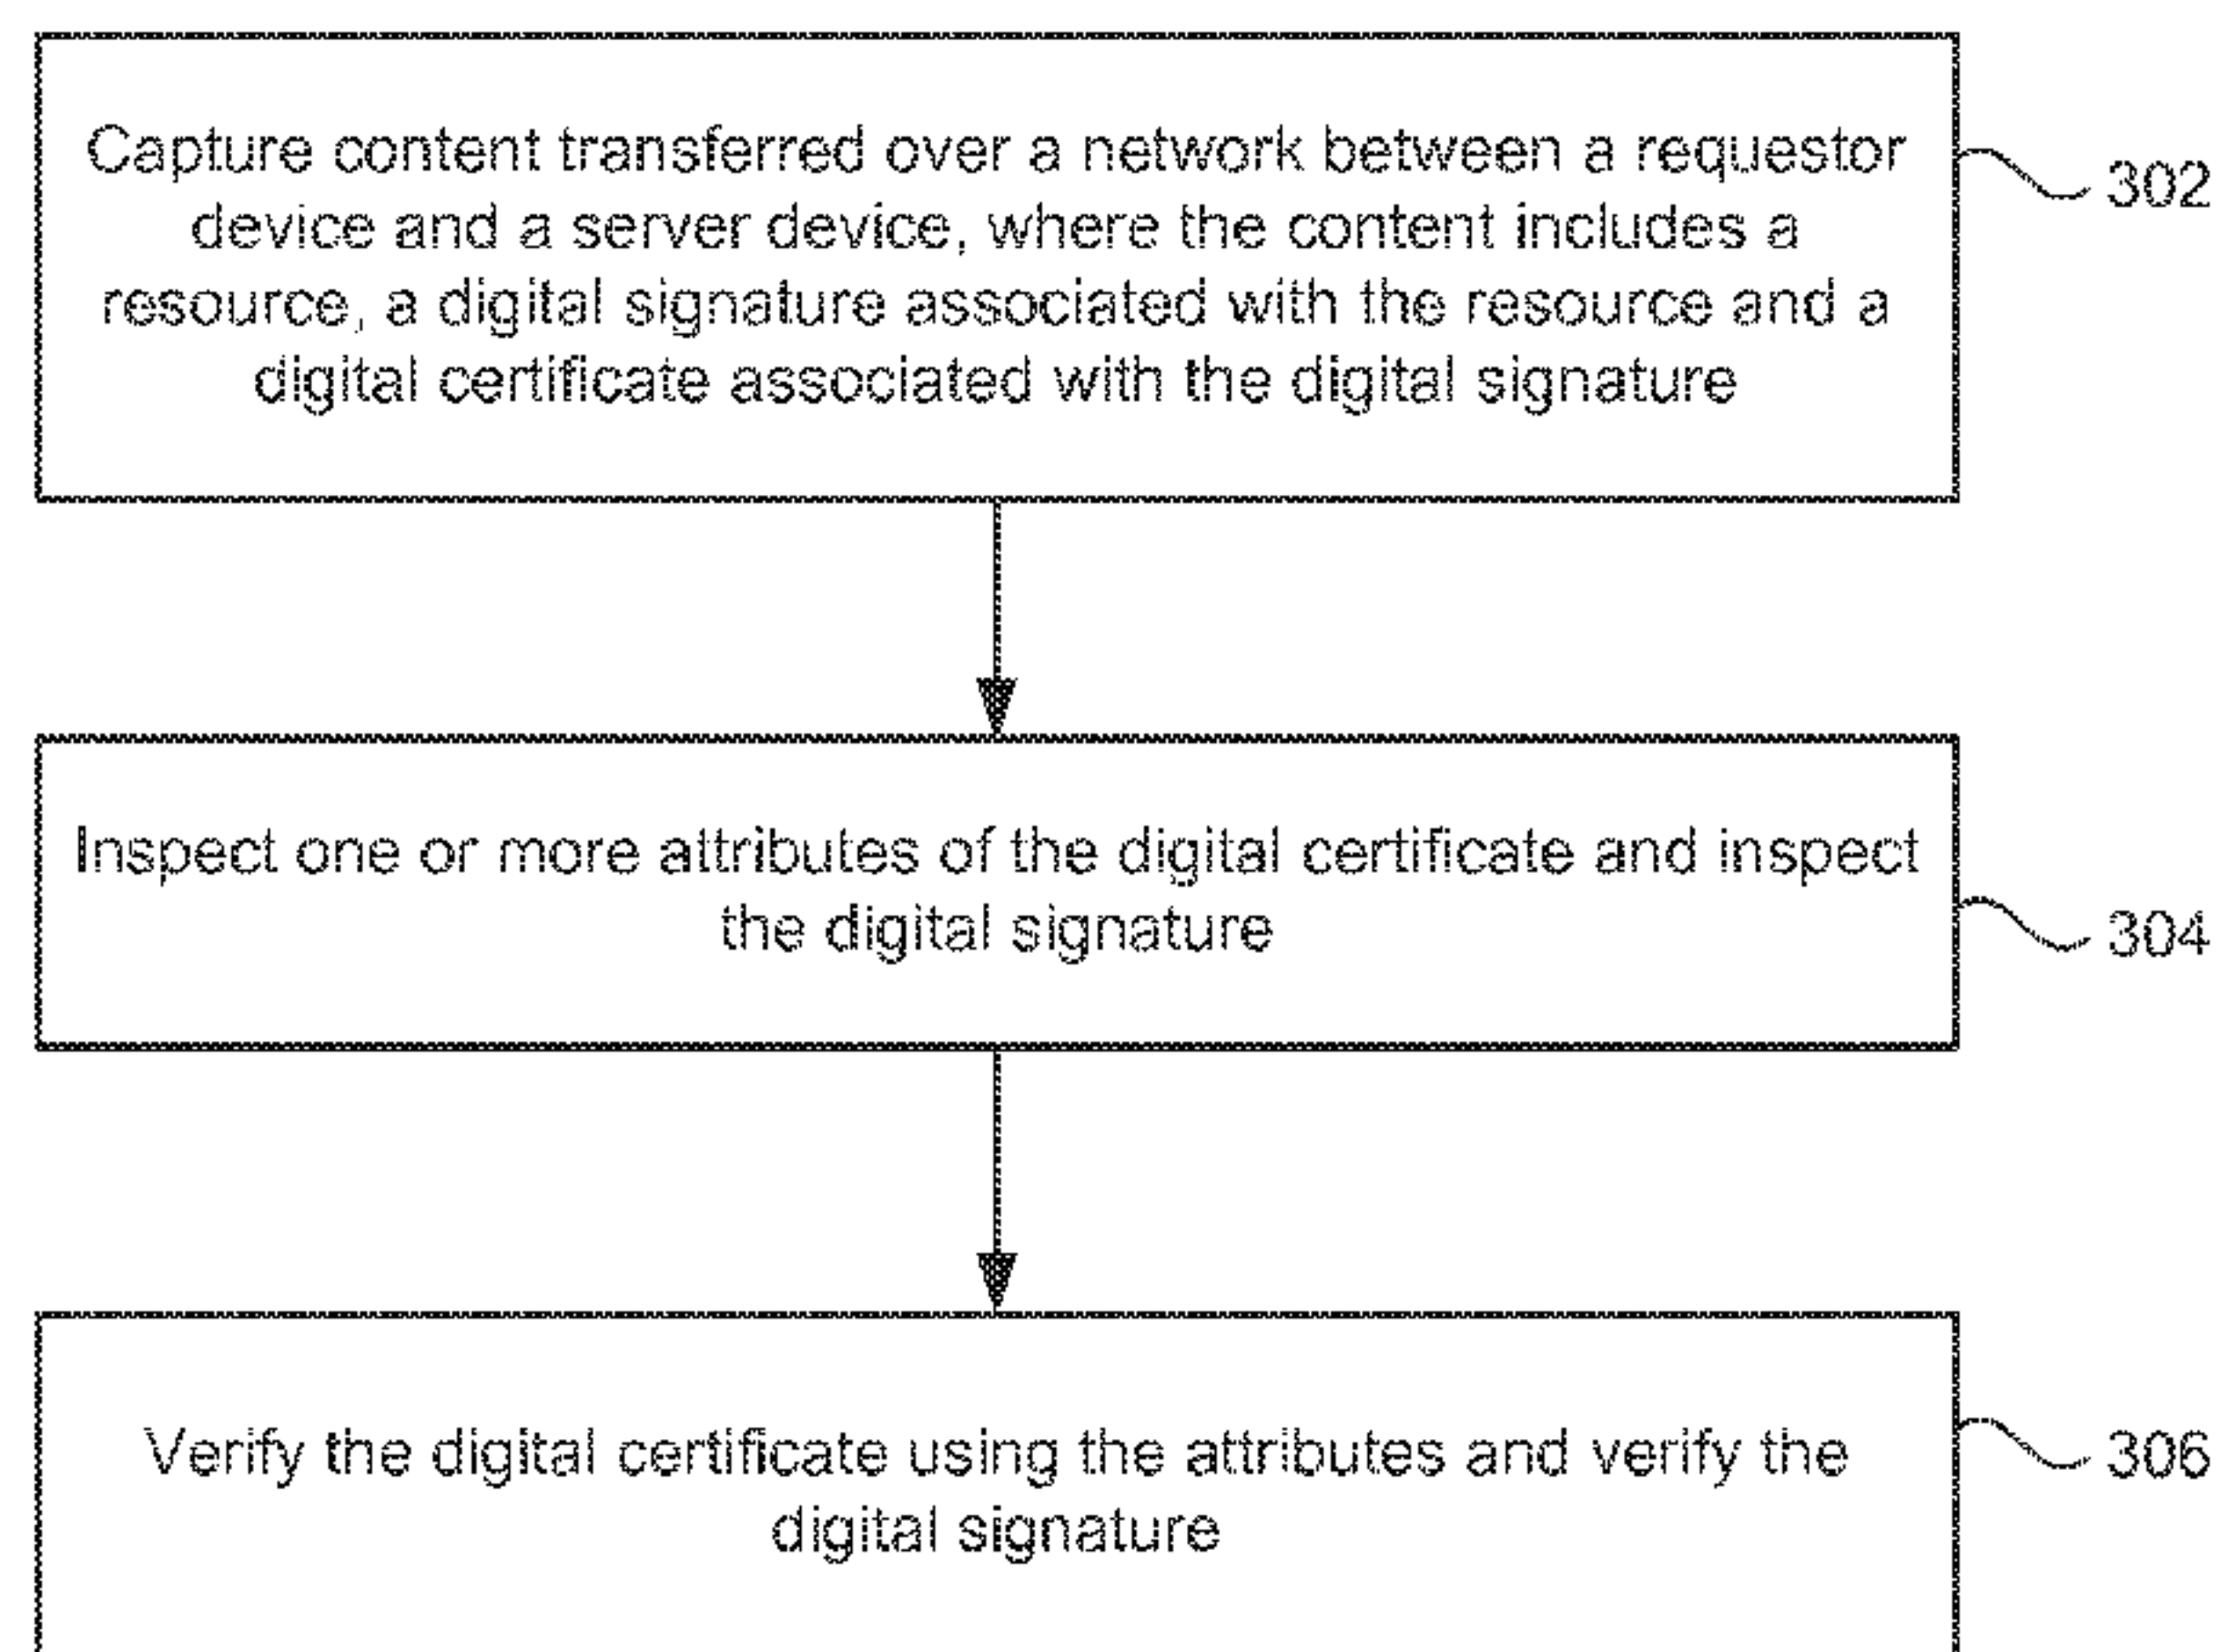 Capture content transferred over a network between a requestor
device and a server device, where the content includes a
resource, a digital signature associated with the resource and a
digital certificate associated with the digital signature
302
Inspect one or more attributes of the digital certificate and inspect
the digital signature
304
Verify the digital certificate using the attributes and verify the
digital signature
306